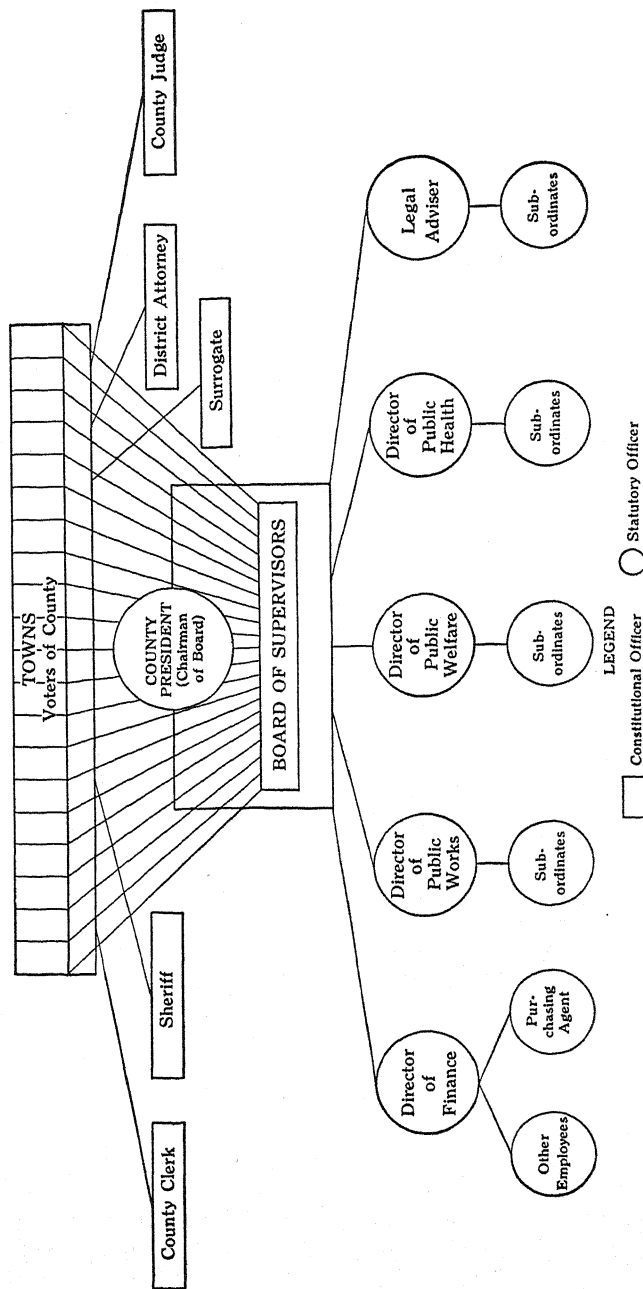 TOWNS
Voters of County
County Clerk
Sheriff
COUNTY
PRESIDENT
(Chairman
of Board)
Surrogate
District Attorney
County Judge
BOARD OF SUPERVISORS
Director
of
Finance
Director
of
Public
Works
Director
of
Public
Welfare
Director
of
Public
Health
Legal
Adviser
Other
Employees
Pur-
chasing
Agent
Sub-
ordinates
Sub-
ordinates
Sub-
ordinates
Sub-
ordinates
LEGEND
Constitutional Officer
Statutory Officer